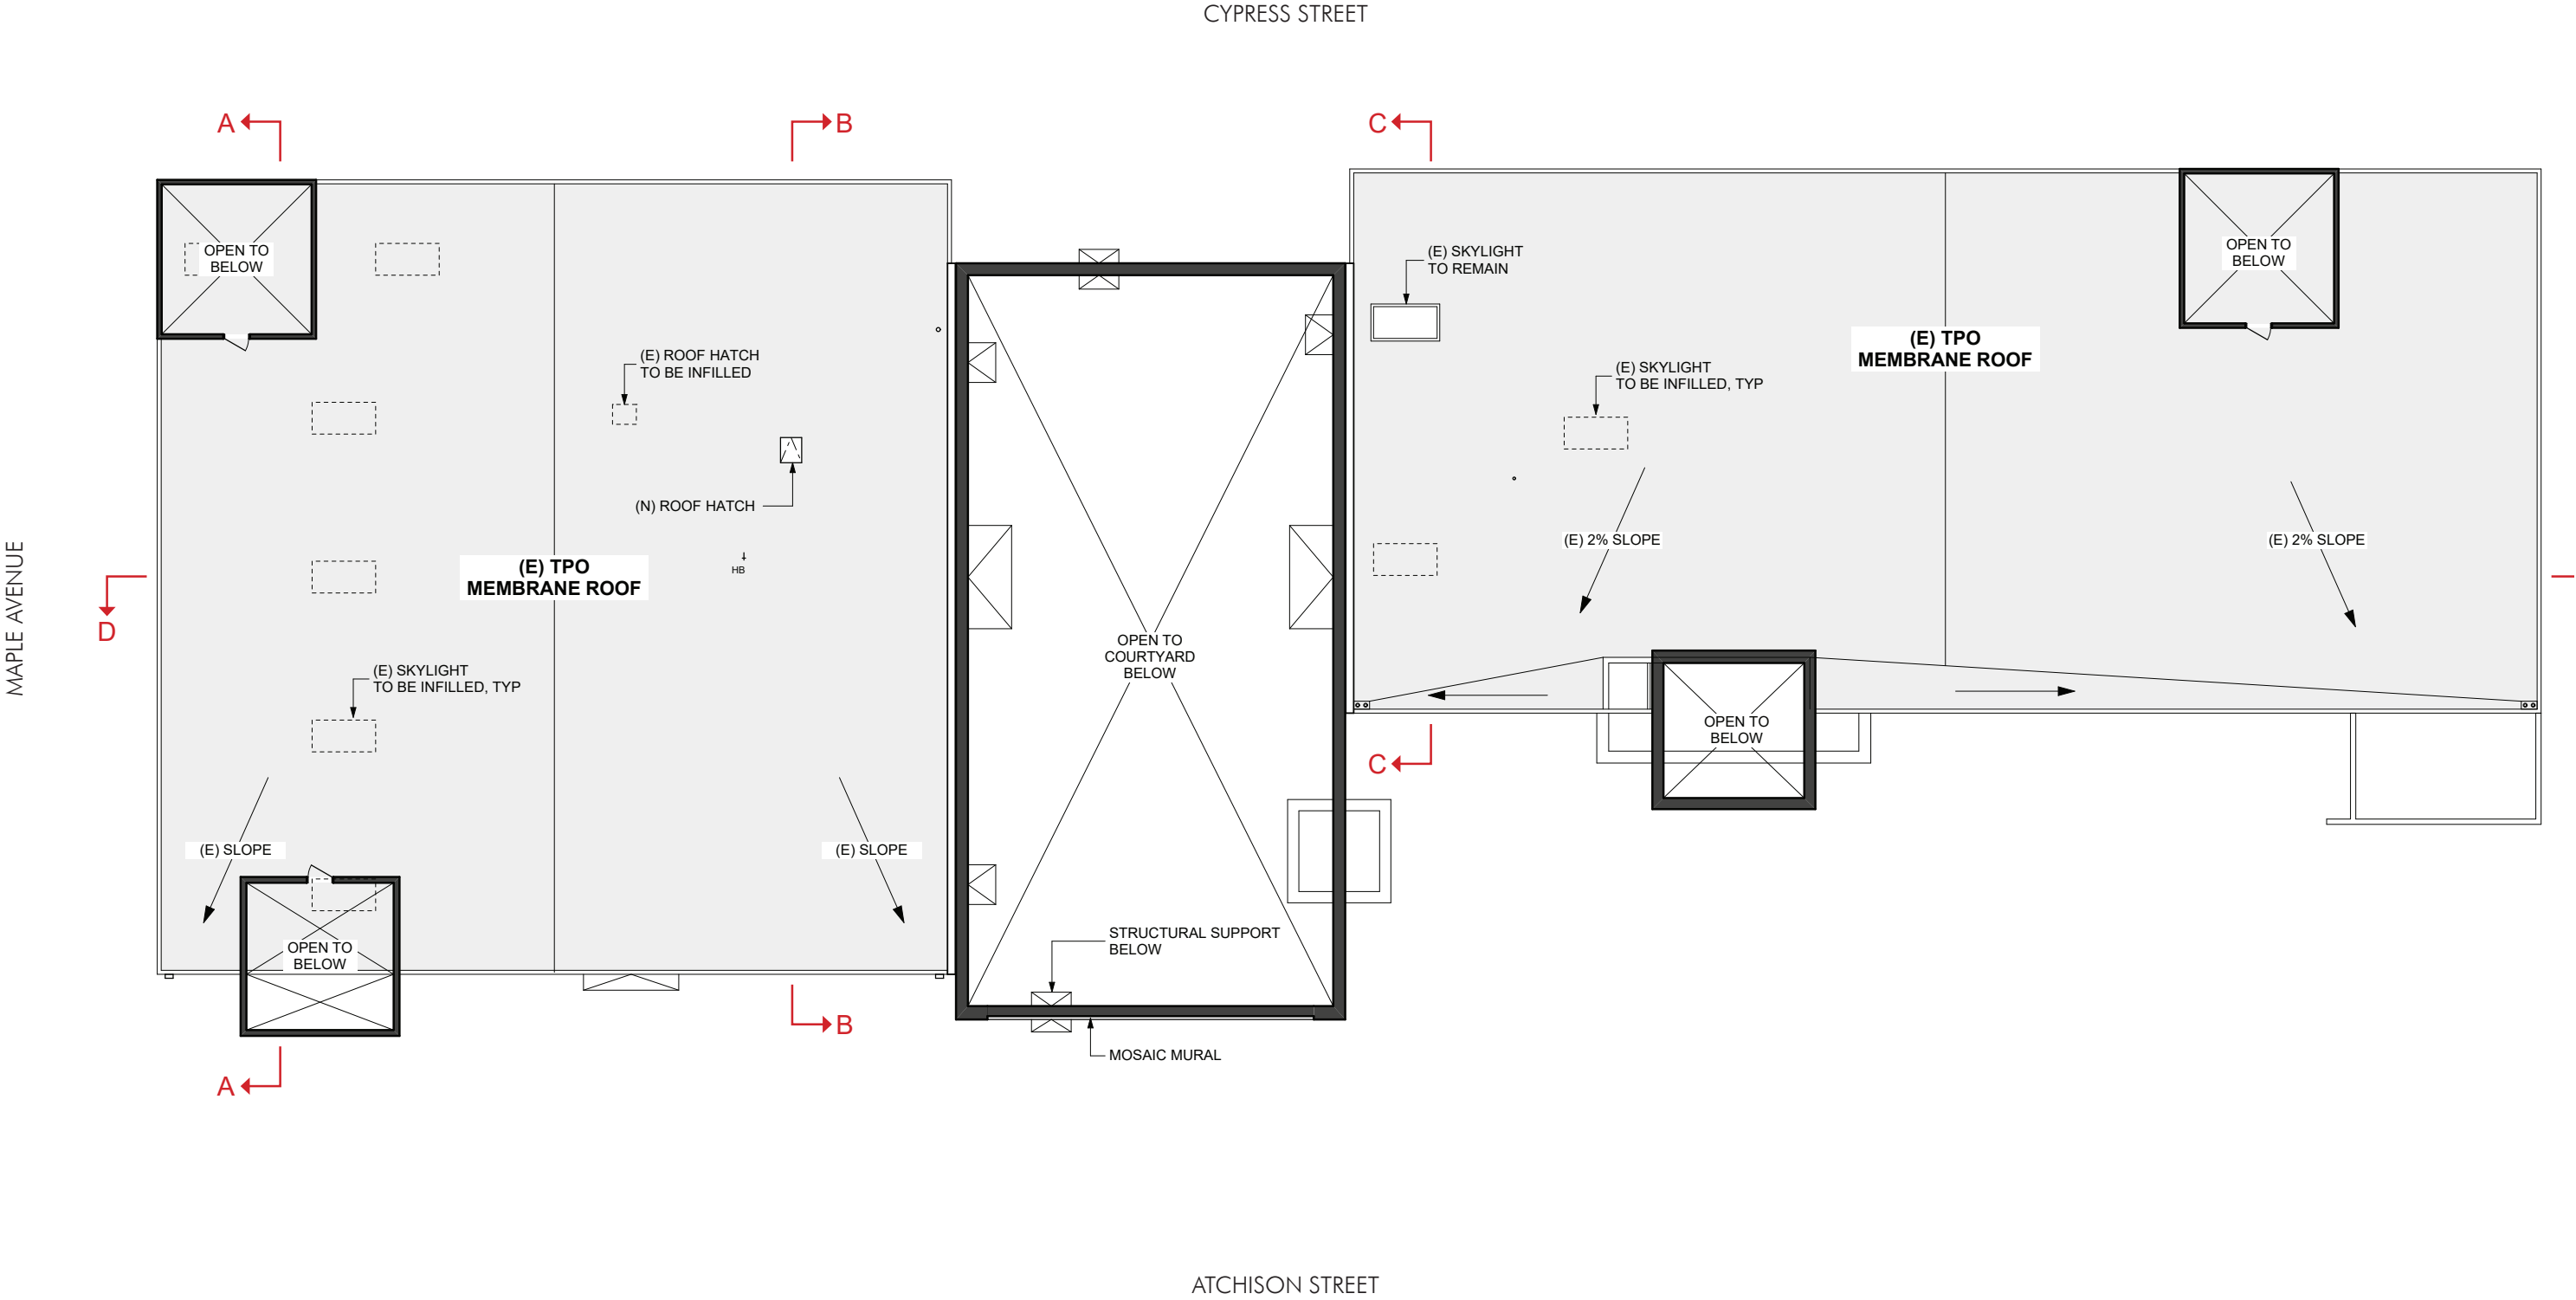 CYPRESS STREET
A
B
C
OPEN TO
BELOW
(E) SKYLIGHT
TO REMAIN
OPEN TO
BELOW
(E) ROOF HATCH
TO BE INFILLED
(E) TPO
MEMBRANE ROOF
(E) SKYLIGHT
TO BE INFILLED, TYP
(N) ROOF HATCH
(E) 2% SLOPE
(E) 2% SLOPE
MAPLE AVENUE
(E) TPO
MEMBRANE ROOF
HB
D
OPEN TO
COURTYARD
BELOW
(E) SKYLIGHT
TO BE INFILLED, TYP
OPEN TO
BELOW
C
(E) SLOPE
(E) SLOPE
OPEN TO
BELOW
STRUCTURAL SUPPORT
BELOW
B
MOSAIC MURAL
A
ATCHISON STREET